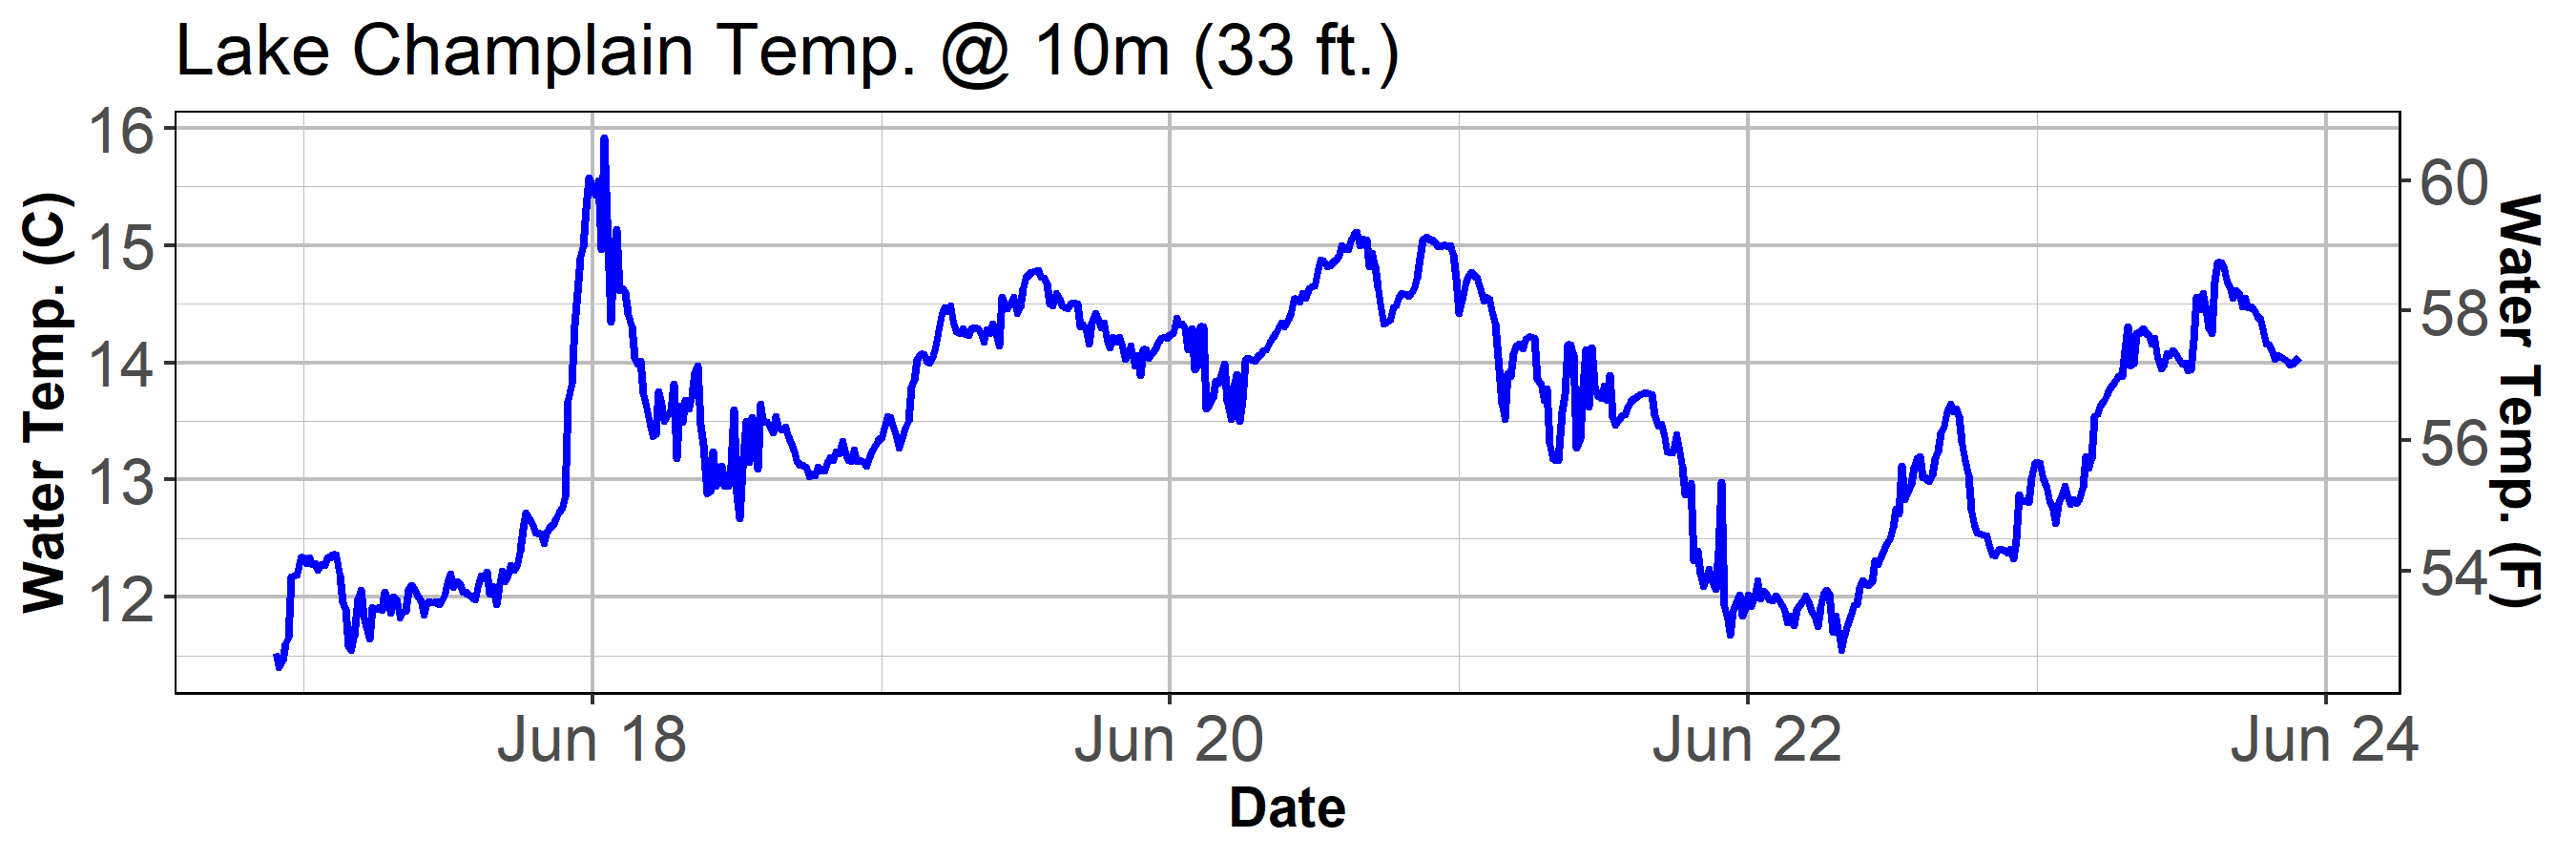 Lake Champlain Temp. @ 10m (33 ft.)
Water Temp. (C)
16
15
14
13
12
60
58
56
54
Water Temp. (F)
Jun 18
Jun 20
Jun 22
Jun 24
Date